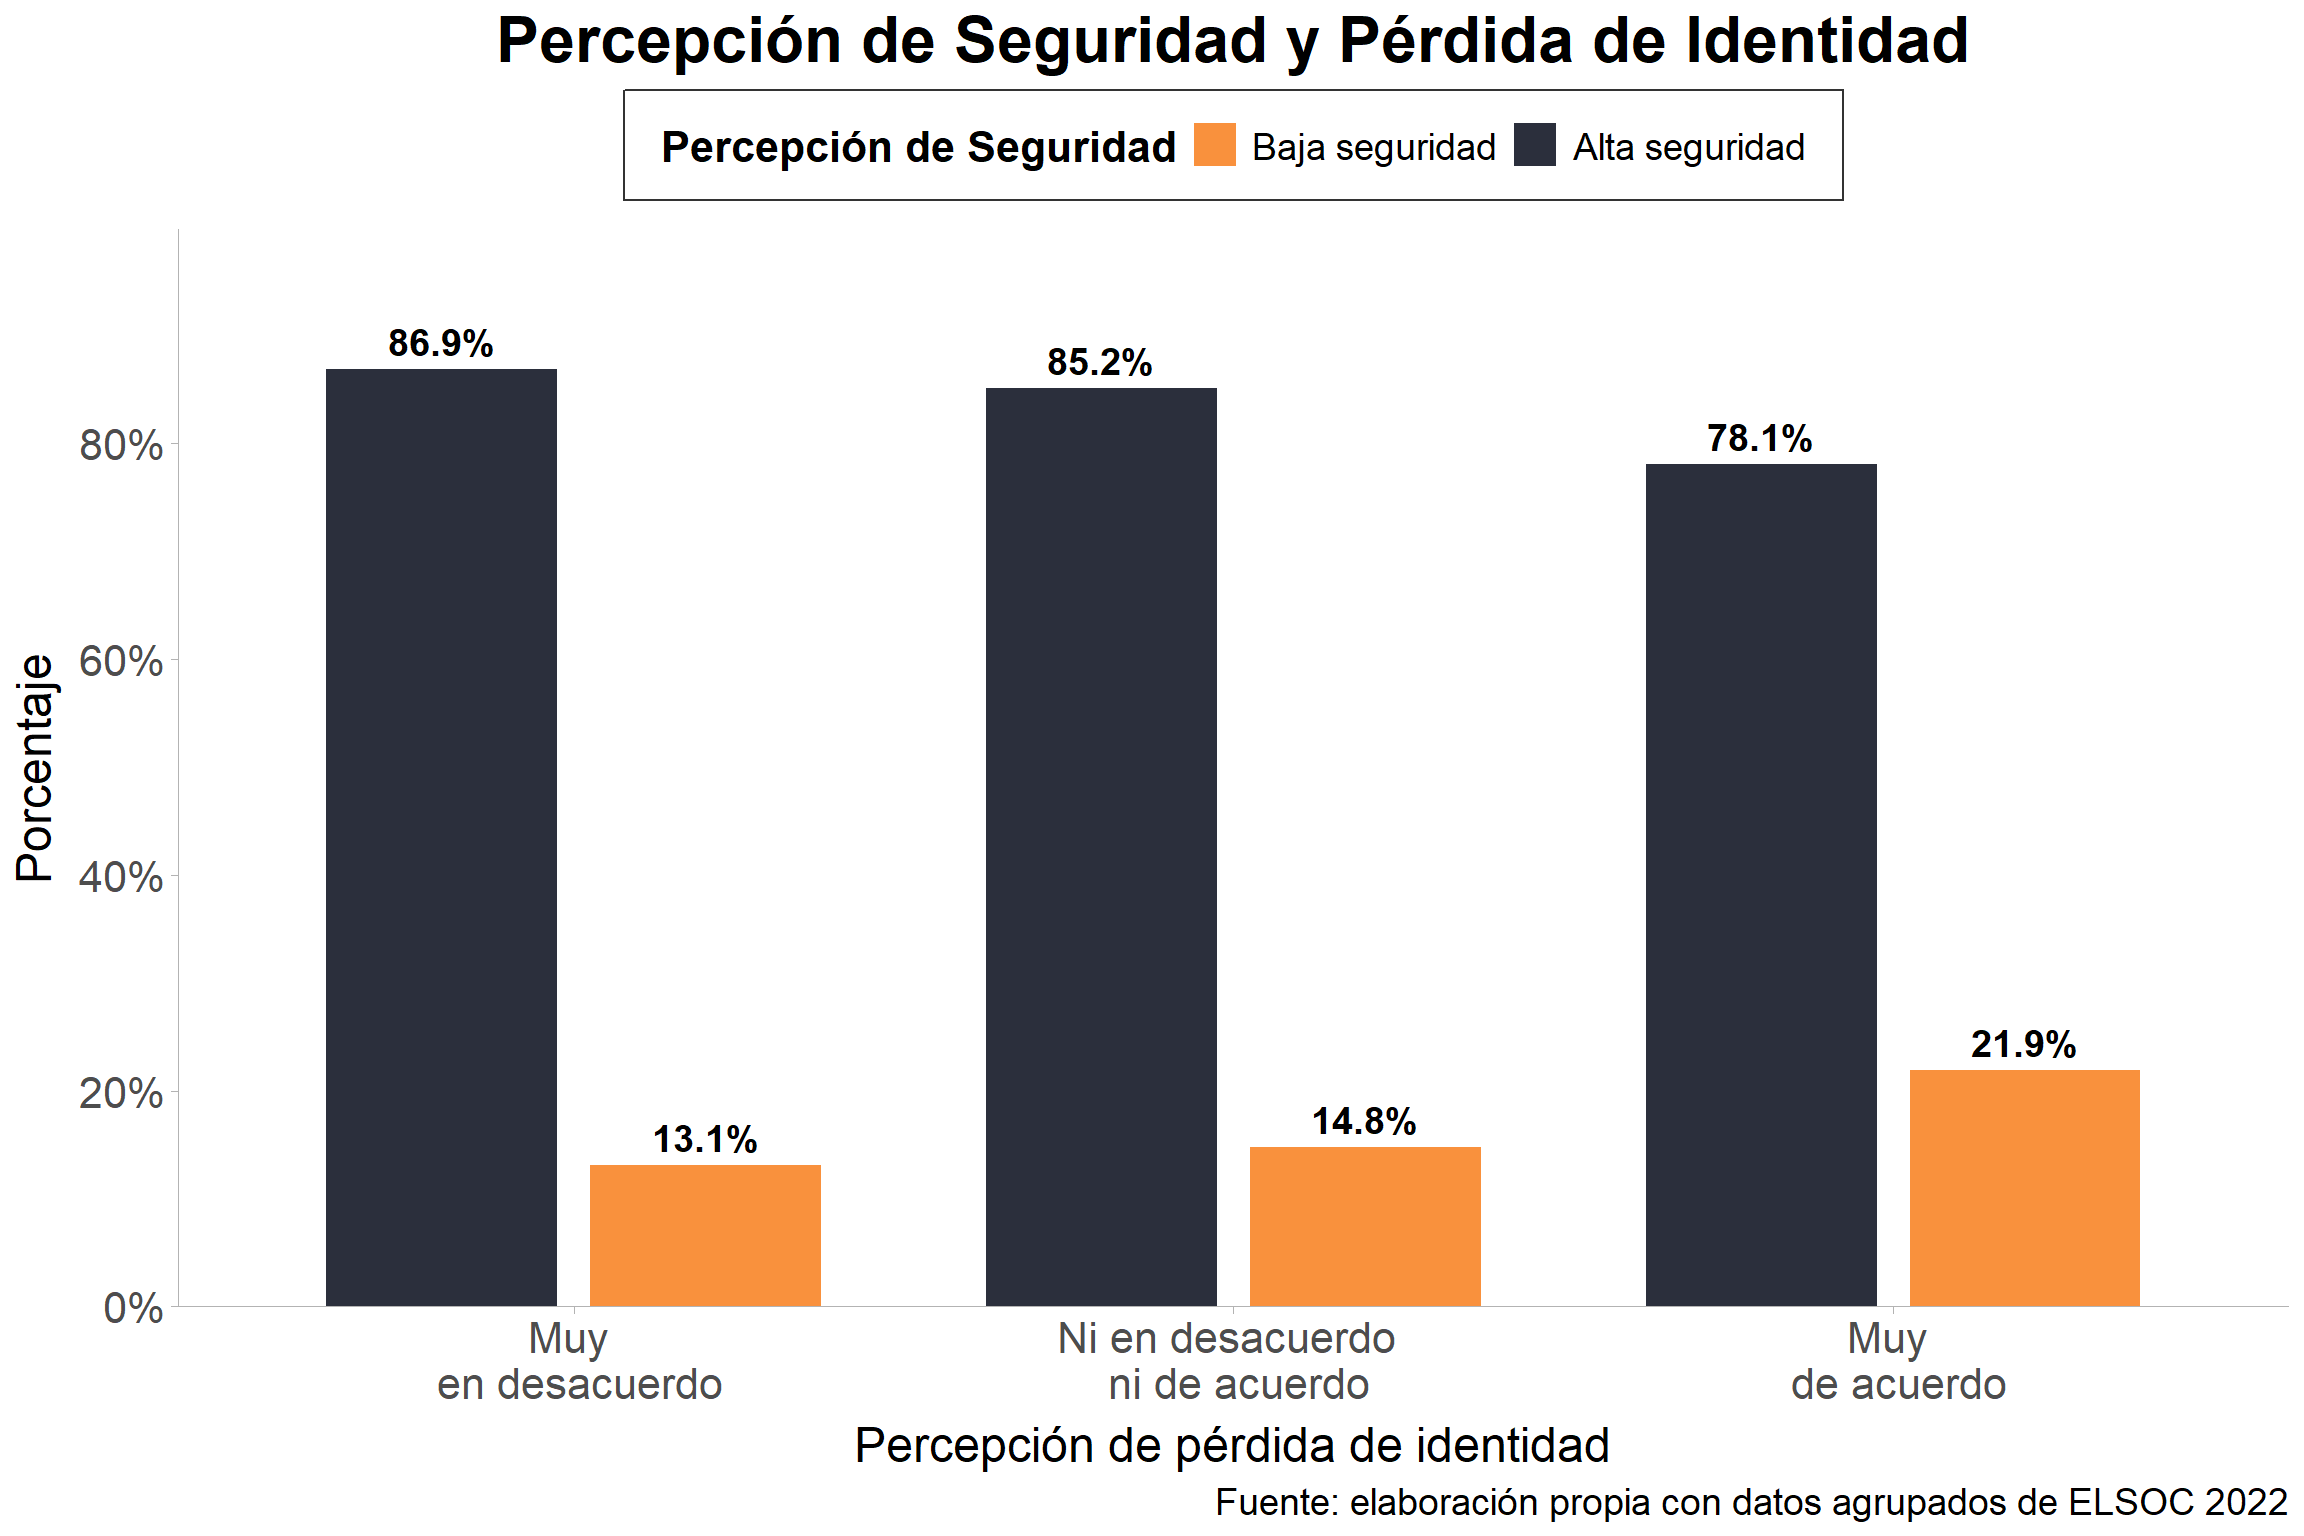 Percepción de Seguridad y Pérdida de Identidad
Percepción de Seguridad Baja seguridad Alta seguridad
86.9%
85.2%
78.1%
13.1%
14.8%
21.9%
Porcentaje
80%
60%
40%
20%
0%
Muy
en desacuerdo
Ni en desacuerdo
ni de acuerdo
Muy
de acuerdo
Percepción de pérdida de identidad
Fuente: elaboración propia con datos agrupados de ELSOC 2022